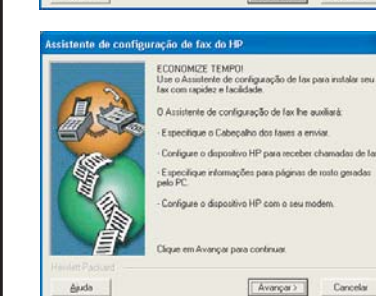 Assistente de configuração de fax do HP
ECONOMIZE TEMPO!
Use o Assistente de configuração de fax para instalar seu
fax com rapidez e facilidade.
O Assistente de configuração de fax lhe auxiliará:
- Especifique o Cabeçalho dos faxes a enviar.
- Configure o dispositivo HP para receber chamadas de fax
- Especifique informações para páginas de rosto geradas
pelo PC.
- Configure o dispositivo HP com o seu modem.
Clique em Avançar para continuar.
Hewlett-Packard
Ajuda
Avançar >
Cancelar